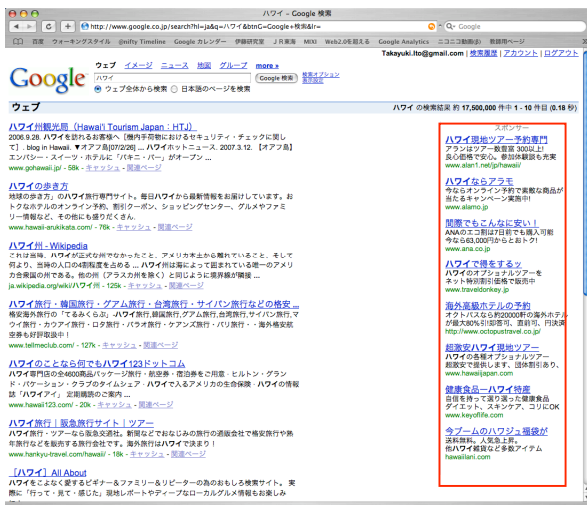 ハワイ - Google 検索
http://www.google.co.jp/search?hl=ja&q=ハワイ&btnG=Google+検索&lr=
Google
百度 ウォーキングスタイル @nifty Timeline Google カレンダー 伊藤研究室 JR東海 MIXI Web2.0を超える Google Analytics ニコニコ動画(β) 教師用ページ
Takayuki.Ito@gmail.com | 検索履歴 | アカウント | ログアウト
Google
ウェブ イメージ ニュース 地図 グループ more »
ハワイ
Google 検索
検索オプション
表示設定
ウェブ全体から検索 日本語のページを検索
ウェブ
ハワイ の検索結果 約 17,500,000 件中 1 - 10 件目 (0.18 秒)
ハワイ州観光局（Hawai'i Tourism Japan：HTJ）
2006.9.28. ハワイを訪れるお客様へ［機内手荷物におけるセキュリティ・チェックに関し
て］. blog in Hawaii. ▼オアフ島[07/2/26] ... ハワイホットニュース. 2007.3.12. 【オアフ島】
エンバシー・スイーツ・ホテルに「バキニ・バー」がオープン ...
www.gohawaii.jp/ - 58k - キャッシュ - 関連ページ
ハワイの歩き方
地球の歩き方」のハワイ旅行専門サイト。毎日ハワイから最新情報をお届けしています。お
トクなホテルのオンライン予約、割引クーポン、ショッピングセンター、グルメやファミ
リー情報など、その他にも盛りだくさん.
www.hawaii-arukikata.com/ - 76k - キャッシュ - 関連ページ
ハワイ州 - Wikipedia
これは当時、ハワイが正式な州でなかったこと、アメリカ本土から離れていること、そして
何より、当時の人口の4割程度を占める ... ハワイ州は海によって囲まれている唯一のアメリ
カ合衆国の州である。他の州（アラスカ州を除く）と同じように境界線が隣接 ...
ja.wikipedia.org/wiki/ハワイ州 - 125k - キャッシュ - 関連ページ
ハワイ旅行・韓国旅行・グアム旅行・台湾旅行・サイパン旅行などの格安 ...
格安海外旅行の「てるみくらぶ」-ハワイ旅行,韓国旅行,グアム旅行,台湾旅行,サイパン旅行,マ
ウイ旅行・カウアイ旅行・ロタ旅行・パラオ旅行・ケアンズ旅行・バリ旅行・・海外格安航
空券も好評取扱中！
www.tellmeclub.com/ - 127k - キャッシュ - 関連ページ
ハワイのことなら何でもハワイ123ドットコム
ハワイ専門店の全4600商品パッケージ旅行・航空券・宿泊券をご用意 - ヒルトン・グラン
ド・バケーション・クラブのタイムシェア・ハワイで入るアメリカの生命保険・ハワイの情報
誌「ハワイアイ」 定期購読のご案内 ...
www.hawaii123.com/ - 20k - キャッシュ - 関連ページ
ハワイ旅行｜阪急旅行サイト｜ツアー
ハワイ旅行・ツアーなら阪急交通社。新聞などでおなじみの旅行の通販会社で格安旅行や熟
年旅行などを販売する旅行会社です。海外旅行はハワイで決まり！
www.hankyu-travel.com/hawaii/ - 18k - キャッシュ - 関連ページ
［ハワイ］All About
ハワイをこよなく愛するビギナー＆ファミリー＆リピーターの為のおもしろ検索サイト。 実
際に「行って・見て・感じた」現地レポートやディープなローカルグルメ情報もお楽しみ
スポンサー
ハワイ現地ツアー予約専門
アランはツアー数豊富 300以上!
良心価格で安心。参加体験談も充実
www.alan1.net/jp/hawaii/
ハワイならアラモ
今ならオンライン予約で素敵な商品が
当たるキャンペーン実施中!
www.alamo.jp
間際でもこんなに安い！
ANAのエコ割は7日前でも購入可能
今なら63,000円からとおトク!
www.ana.co.jp
ハワイで得をするッ
ハワイのオプショナルツアーを
ネット特別割引価格で販売中
www.traveldonkey.jp
海外高級ホテルの予約
オクトパスなら約20000軒の海外ホテル
が最大80%引!即答可、直前可、円決済
http://www.octopustravel.co.jp/
超激安ハワイ現地ツアー
ハワイの各種オプショナルツアー
超激安で提供します、団体割引あり、
www.hawaiijapan.com
健康食品―ハワイ特産
自信を持って選り選った健康食品
ダイエット、スキンケア、コリにOK
www.keyoflife.com
今ブームのハワジュ福袋が
送料無料。人気急上昇。
他ハワイ雑貨など多数アイテム
hawaiilani.com